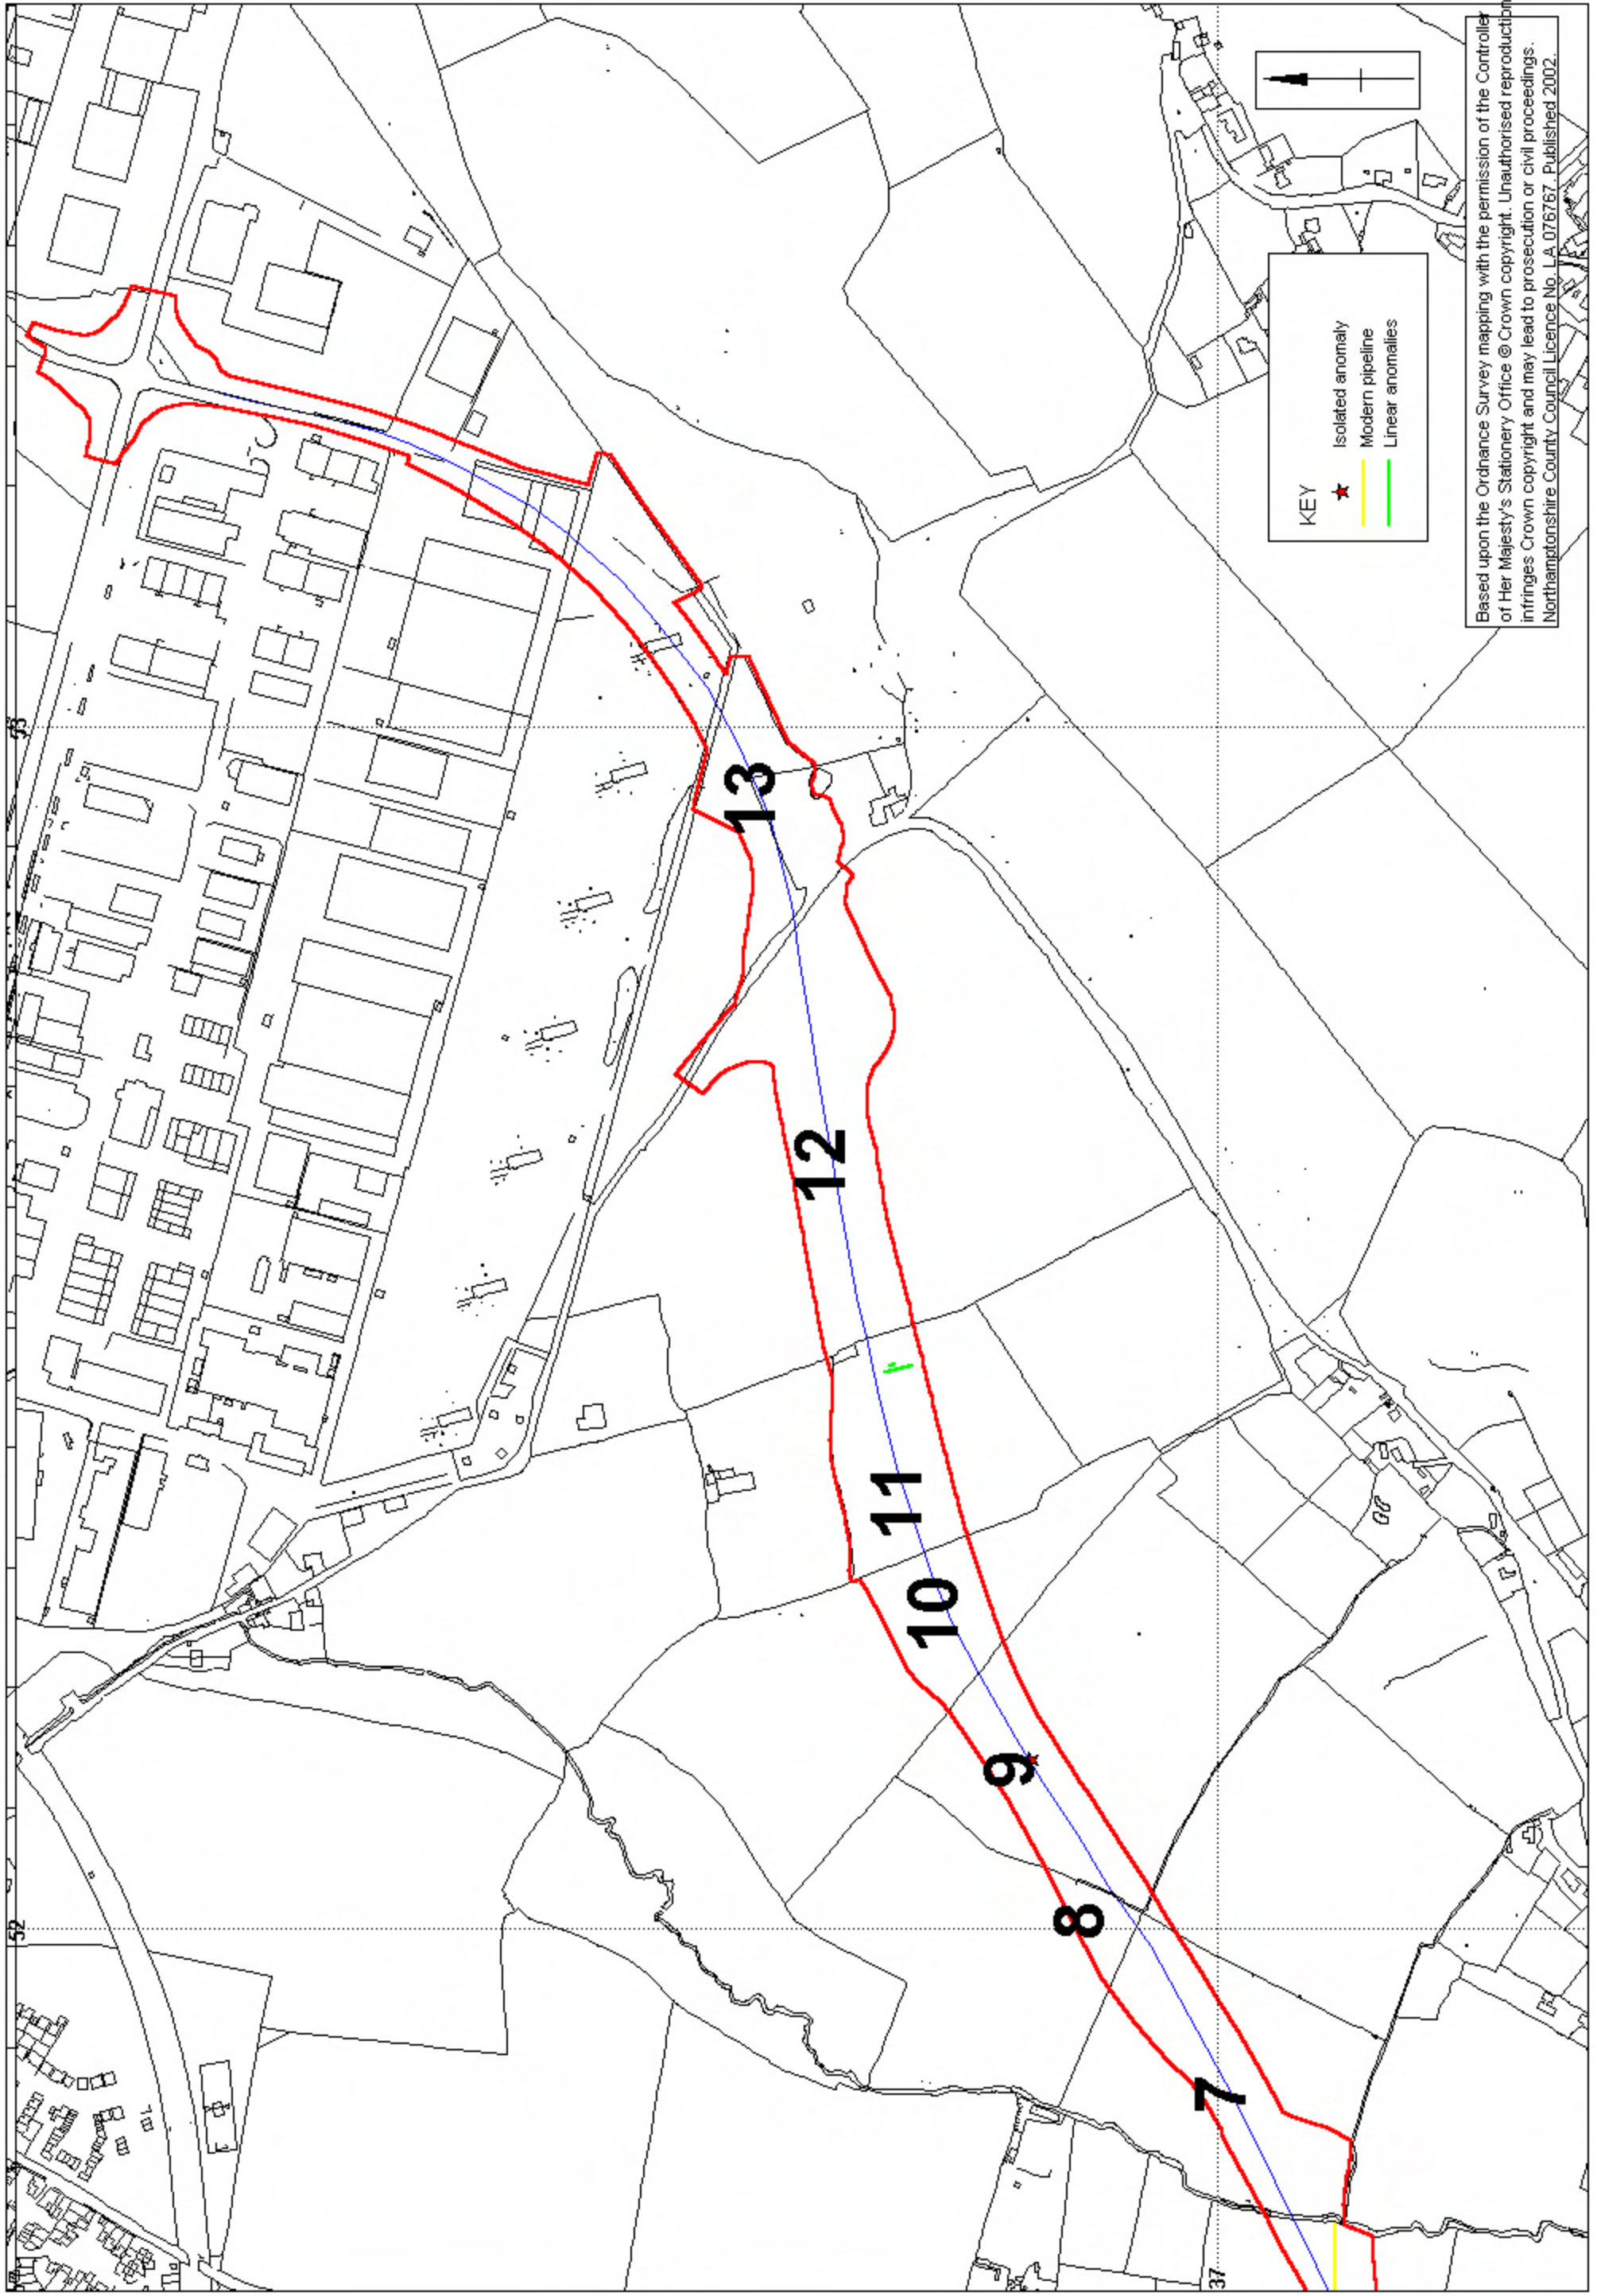 53
13
12
11
10
9
8
52
7
37
KEY
Isolated anomaly
Modern pipeline
Linear anomalies
Based upon the Ordnance Survey mapping with the permission of the Controller
of Her Majesty's Stationery Office © Crown copyright. Unauthorised reproduction
infringes Crown copyright and may lead to prosecution or civil proceedings.
Northamptonshire County Council Licence No. LA 076767. Published 2002.